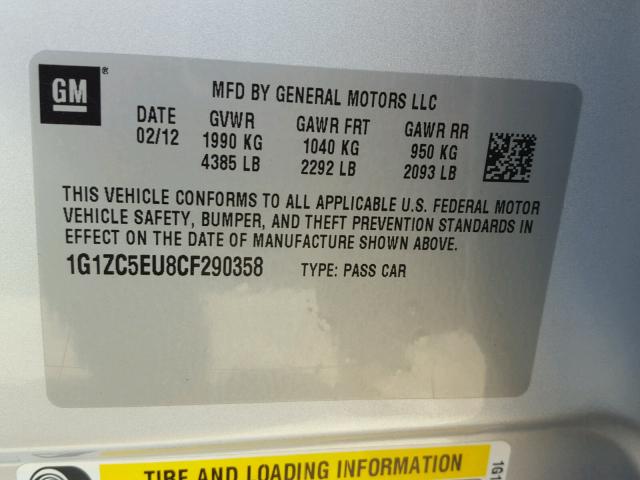 GM ®
MFD BY GENERAL MOTORS LLC
DATE GVWR GAWR FRT GAWR RR
02/12 1990 KG 1040 KG 950 KG
4385 LB 2292 LB 2093 LB
THIS VEHICLE CONFORMS TO ALL APPLICABLE U.S. FEDERAL MOTOR
VEHICLE SAFETY, BUMPER, AND THEFT PREVENTION STANDARDS IN
EFFECT ON THE DATE OF MANUFACTURE SHOWN ABOVE.
1G1ZC5EU8CF290358 TYPE: PASS CAR
TIRE AND LOADING INFORMATION